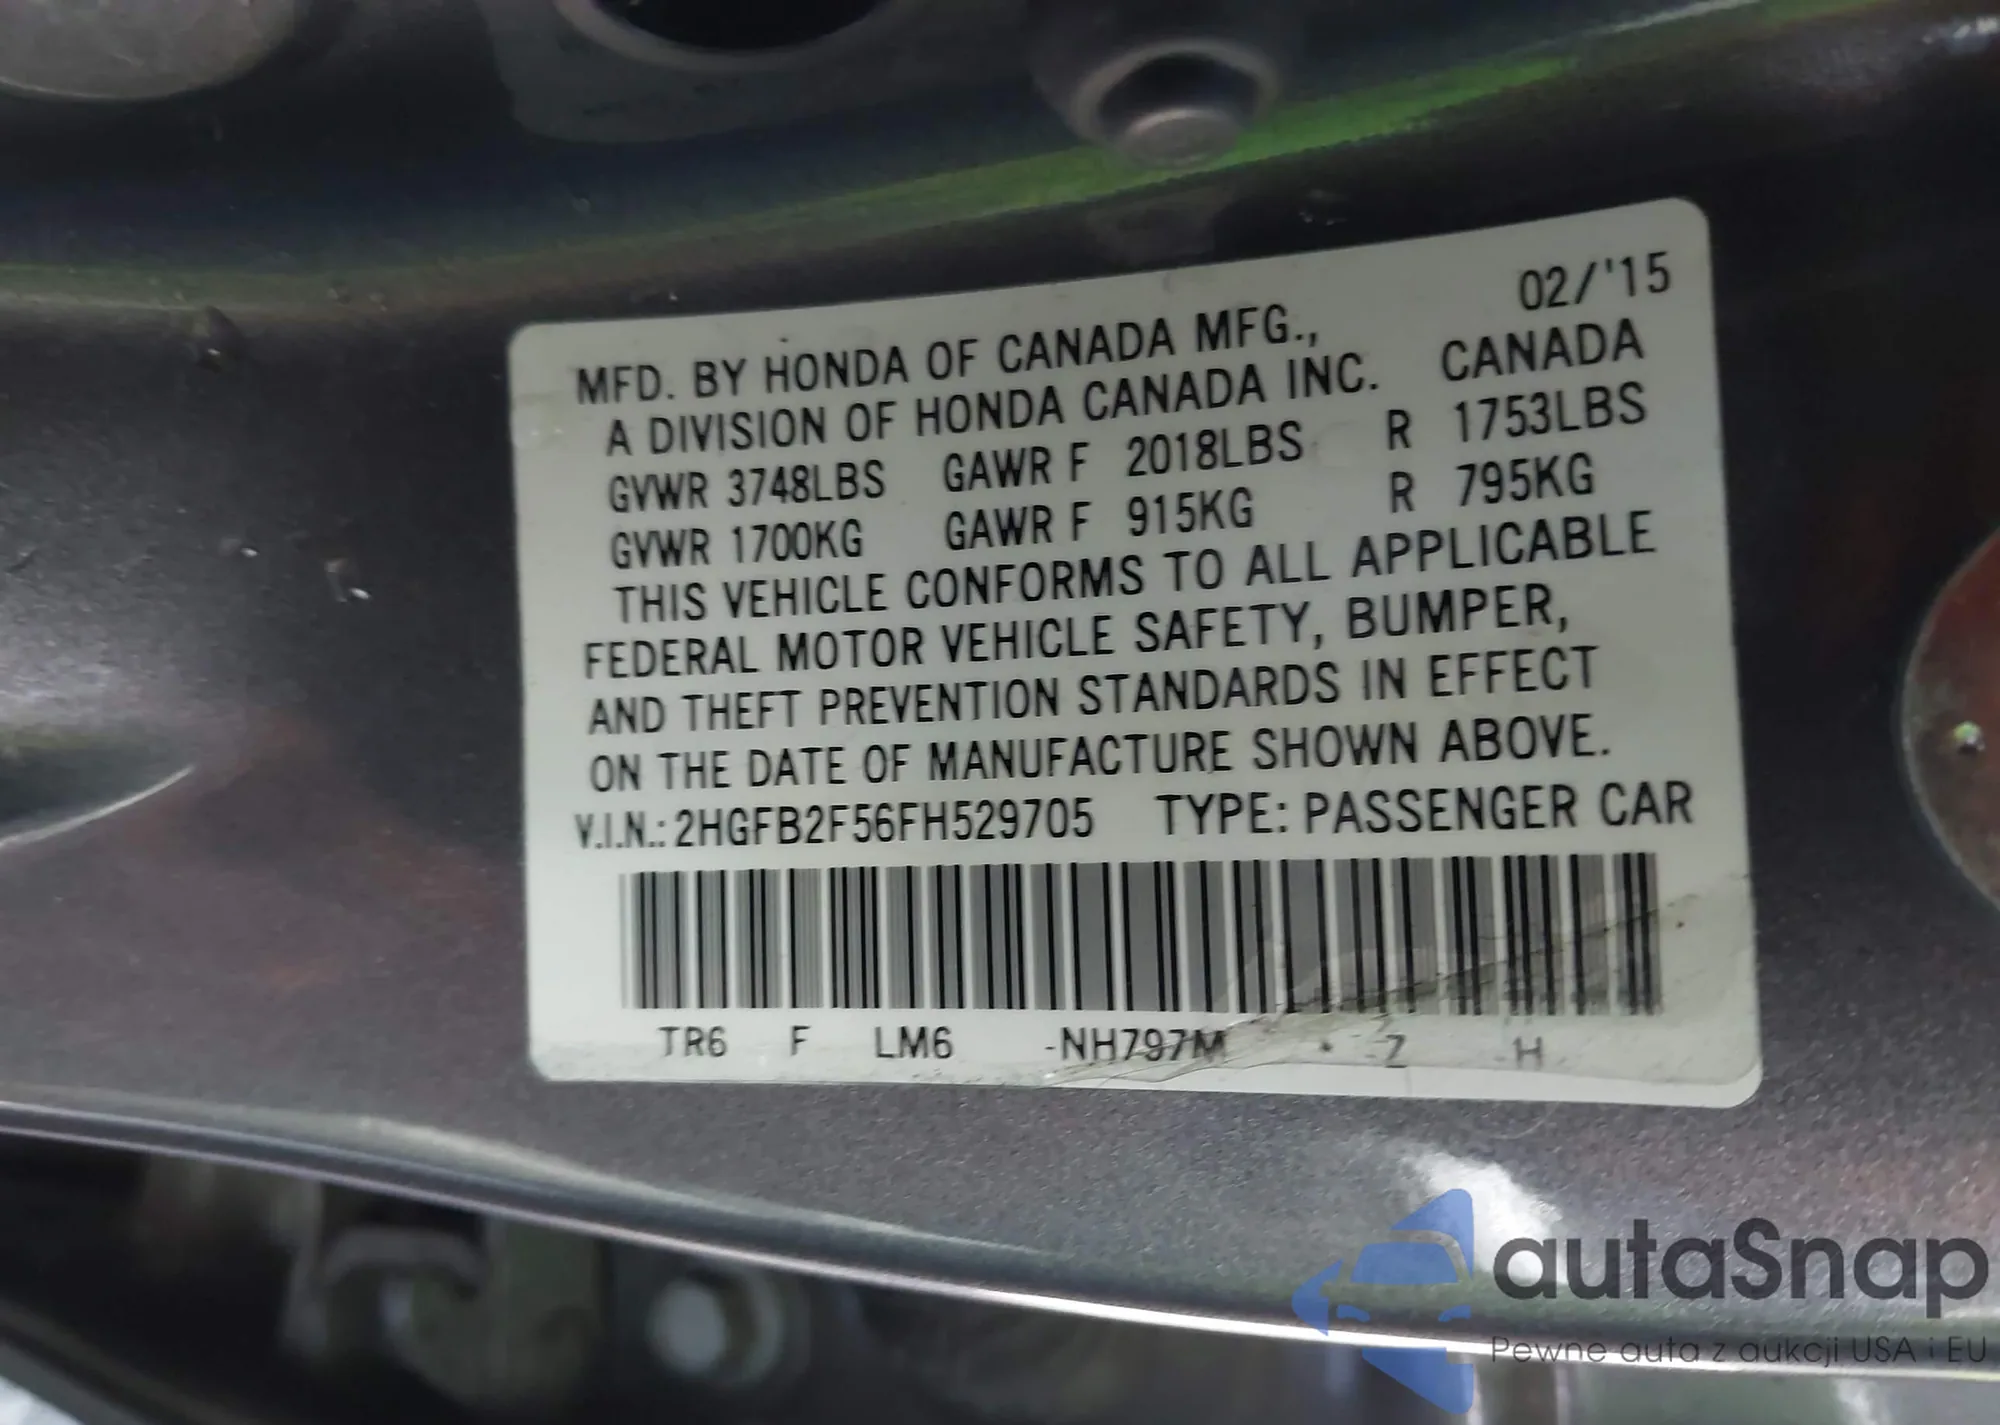 02/'15
MFD. BY HONDA OF CANADA MFG.,
A DIVISION OF HONDA CANADA INC. CANADA
GVWR 3748LBS GAWR F 2018LBS R 1753LBS
GVWR 1700KG GAWR F 915KG R 795KG
THIS VEHICLE CONFORMS TO ALL APPLICABLE
FEDERAL MOTOR VEHICLE SAFETY, BUMPER,
AND THEFT PREVENTION STANDARDS IN EFFECT
ON THE DATE OF MANUFACTURE SHOWN ABOVE.
V.I.N.: 2HGFB2F56FH529705 TYPE: PASSENGER CAR
TR6 F LM6 -NH797M - Z H
autaSnap
Pewne auta z aukcji USA i EU